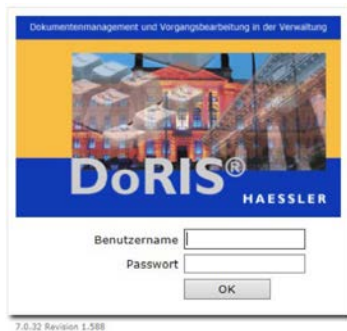 Dokumentenmanagement und Vorgangsbearbeitung in der Verwaltung
DoRIS®
HAESSLER
Benutzername
Passwort
OK
7.0.32 Revision 1.588